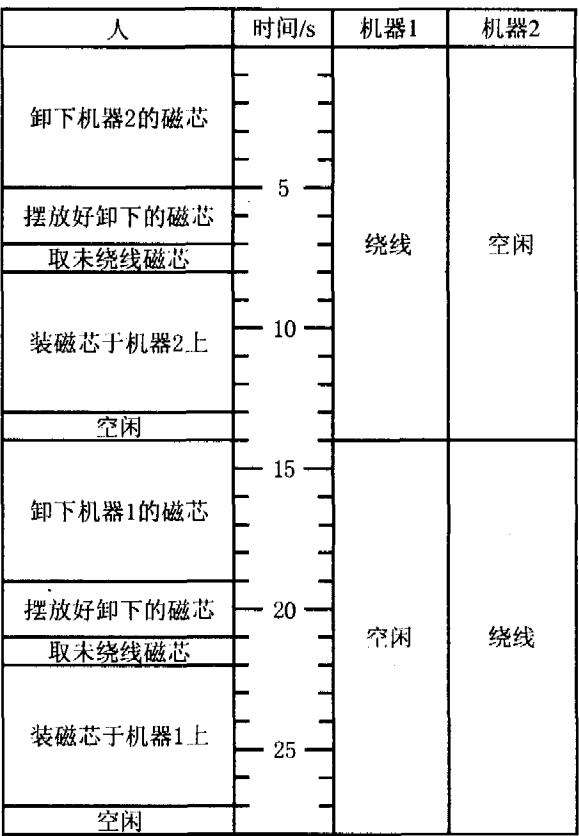 人 时间/s 机器1 机器2
卸下机器2的磁芯
5
摆放好卸下的磁芯
绕线 空闲
取未绕线磁芯
10
装磁芯于机器2上
空闲
15
卸下机器1的磁芯
摆放好卸下的磁芯 20
空闲 绕线
取未绕线磁芯
装磁芯于机器1上
25
空闲